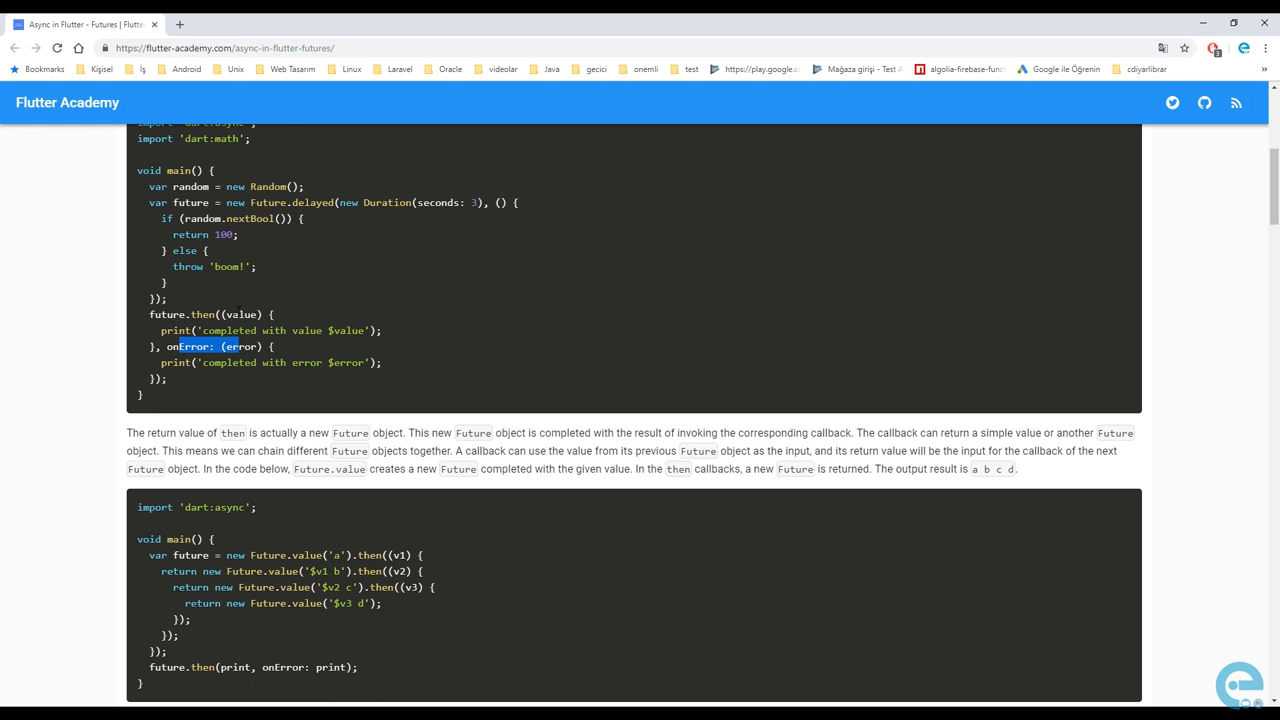 Async in Flutter - Futures | Flutte
https://flutter-academy.com/async-in-flutter-futures/
2
Bookmarks Kişisel İş Android Unix Web Tasarım Linux Laravel Oracle videolar Java gecici onemli test https://play.google.c Mağaza girişi - Test A algolia-firebase-func Google ile Öğrenin cdiyarlibrar »
Flutter Academy
import 'dart:async';
import 'dart:math';
void main() {
var random = new Random();
var future = new Future.delayed(new Duration(seconds: 3), () {
if (random.nextBool()) {
return 100;
} else {
throw 'boom!';
}
});
future.then((value) {
print('completed with value $value');
}, onError: (error) {
print('completed with error $error');
});
}
The return value of then is actually a new Future object. This new Future object is completed with the result of invoking the corresponding callback. The callback can return a simple value or another Future
object. This means we can chain different Future objects together. A callback can use the value from its previous Future object as the input, and its return value will be the input for the callback of the next
Future object. In the code below, Future.value creates a new Future completed with the given value. In the then callbacks, a new Future is returned. The output result is a b c d.
import 'dart:async';
void main() {
var future = new Future.value('a').then((v1) {
return new Future.value('$v1 b').then((v2) {
return new Future.value('$v2 c').then((v3) {
return new Future.value('$v3 d');
});
});
});
future.then(print, onError: print);
}